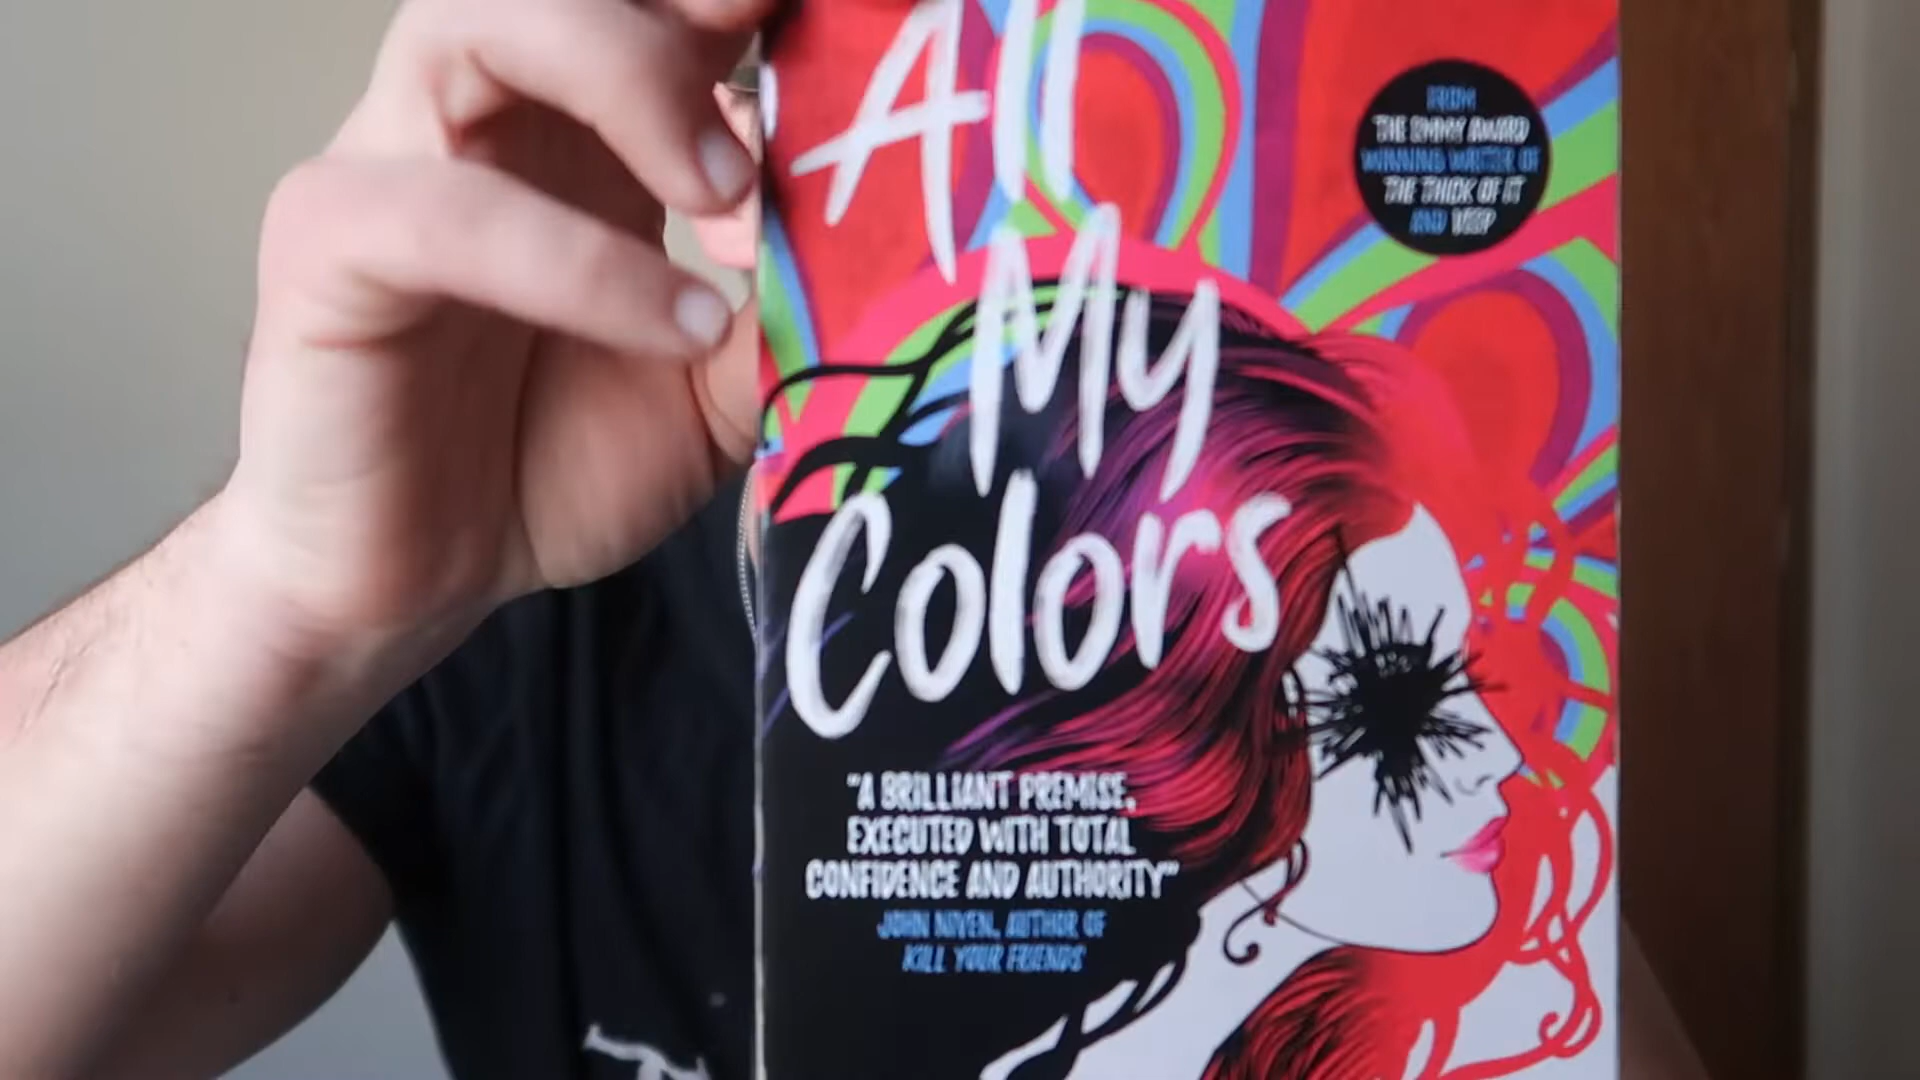 All
My
Colors
FROM
THE EMMY AWARD
WINNING WRITER OF
THE THICK OF IT
AND VEEP
"A BRILLIANT PREMISE,
EXECUTED WITH TOTAL
CONFIDENCE AND AUTHORITY"
JOHN NIVEN, AUTHOR OF
KILL YOUR FRIENDS